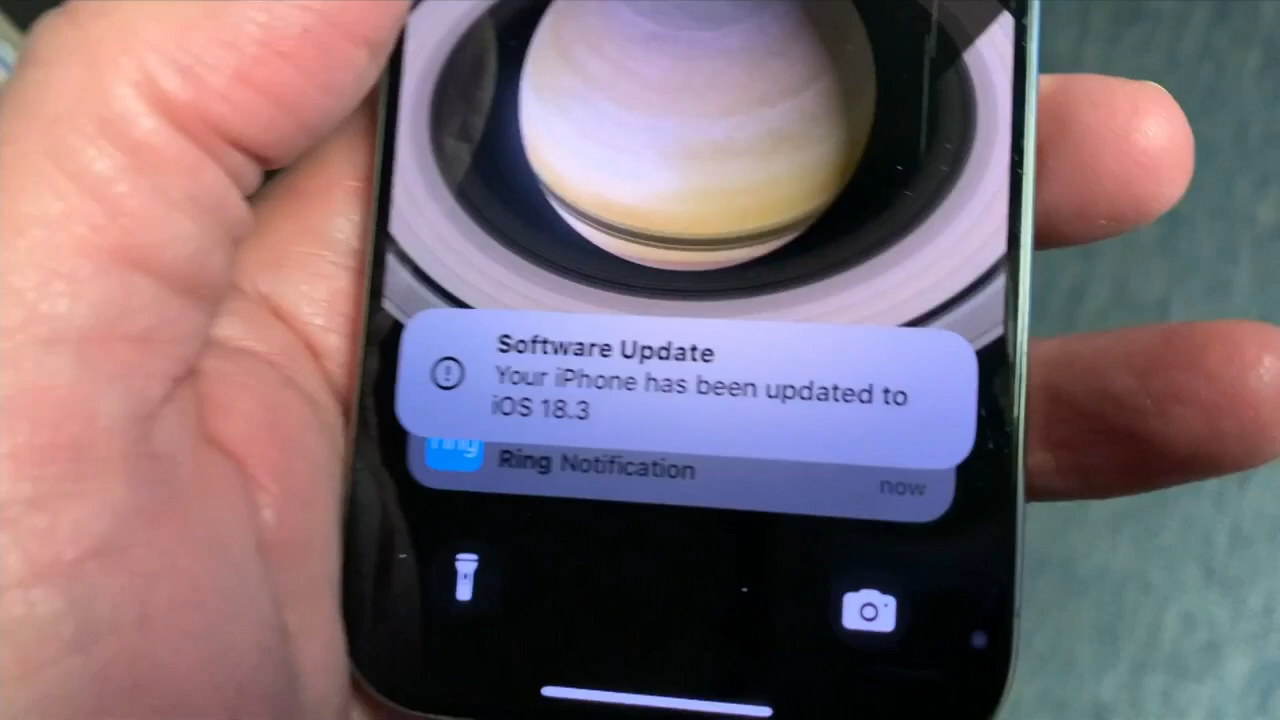 Software Update
Your iPhone has been updated to
iOS 18.3
ring
Ring Notification
now